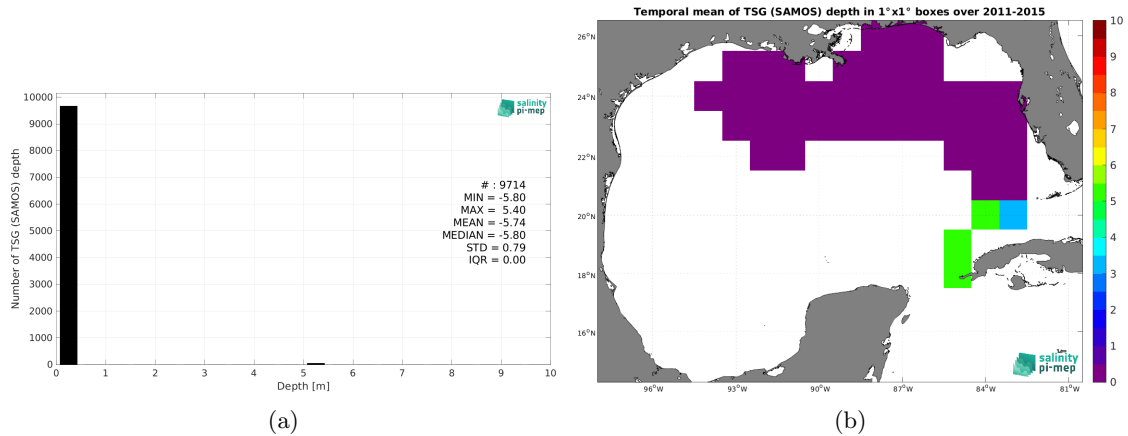 Temporal mean of TSG (SAMOS) depth in 1°x1° boxes over 2011-2015
Number of TSG (SAMOS) depth
10000
9000
8000
7000
6000
5000
4000
3000
2000
1000
0
salinity
pi-mep
# : 9714
MIN = -5.80
MAX = 5.40
MEAN = -5.74
MEDIAN = -5.80
STD = 0.79
IQR = 0.00
0 1 2 3 4 5 6 7 8 9 10
Depth [m]
(a)
26°N
24°N
22°N
20°N
18°N
16°N
96°W 90°W 87°W 84°W 81°W
93°W
salinity
pi-mep
10
9
8
7
6
5
4
3
2
1
0
(b)